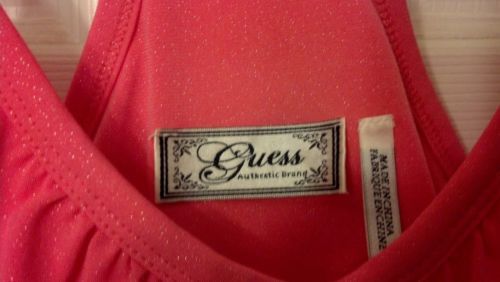 Guess
Authentic Brand
MADE IN CHINA
FABRIQUE EN CHINE